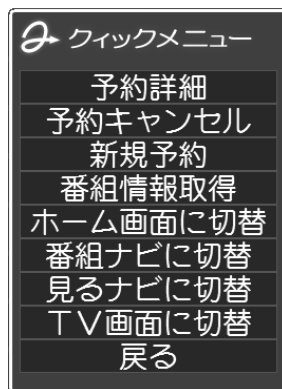 クィックメニュー
予約詳細
予約キャンセル
新規予約
番組情報取得
ホーム画面に切替
番組ナビに切替
見るナビに切替
ＴＶ画面に切替
戻る